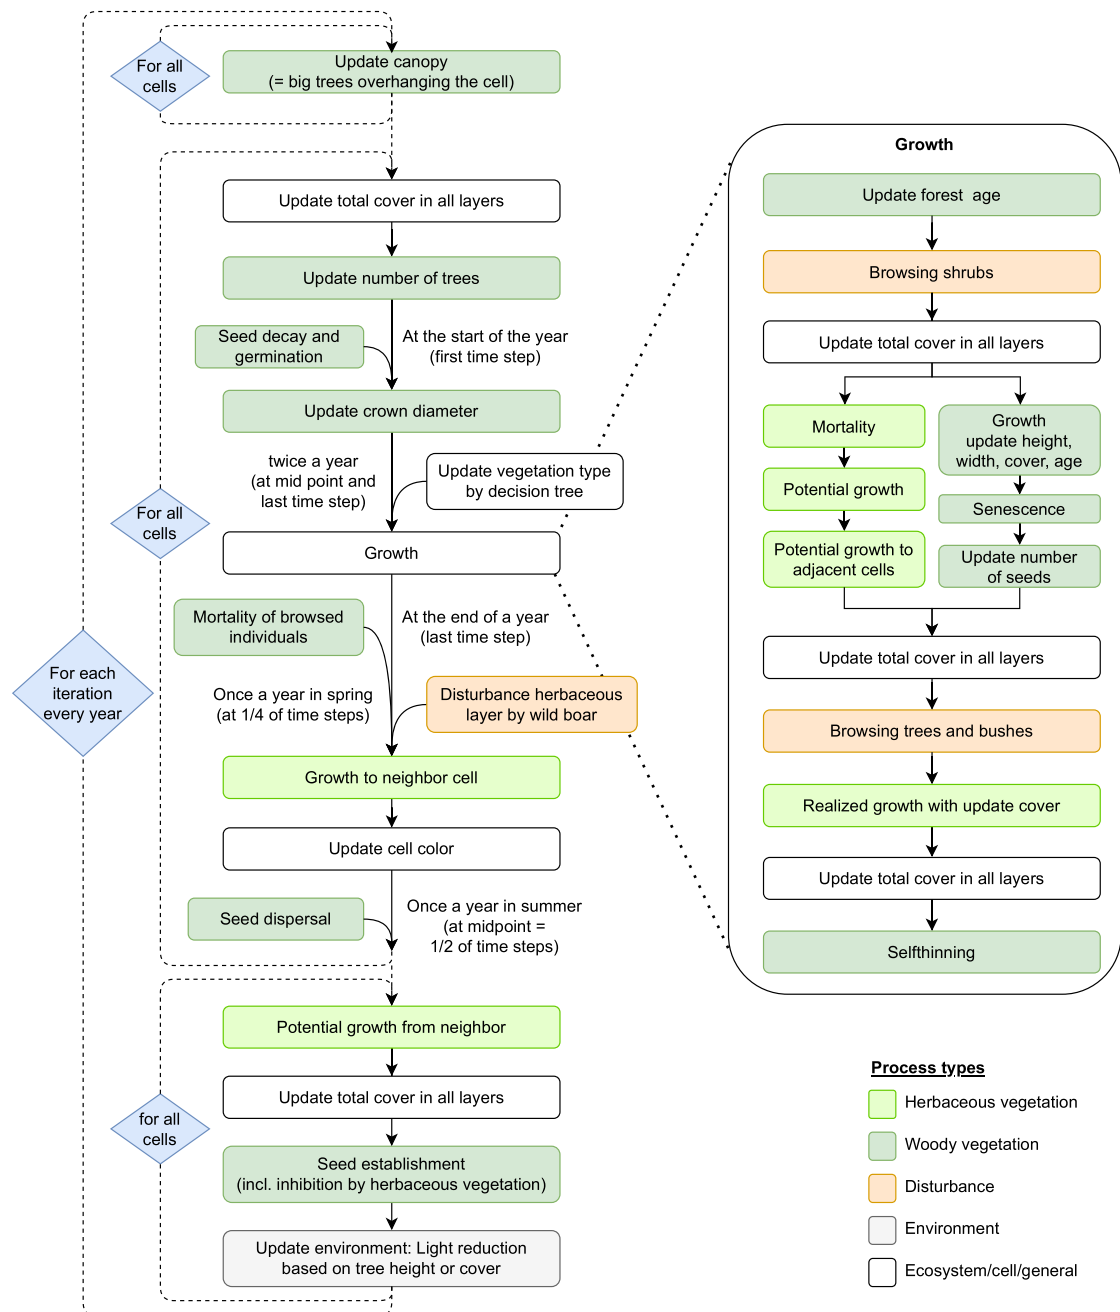 For all
cells
Update canopy
(= big trees overhanging the cell)
Update total cover in all layers
Update number of trees
Seed decay and
germination
At the start of the year
(first time step)
Update crown diameter
twice a year
(at mid point and
last time step)
Update vegetation type
by decision tree
For all
cells
Growth
Mortality of browsed
individuals
At the end of a year
(last time step)
For each
iteration
every year
Once a year in spring
(at 1/4 of time steps)
Disturbance herbaceous
layer by wild boar
Growth to neighbor cell
Update cell color
Seed dispersal
Once a year in summer
(at midpoint =
1/2 of time steps)
Potential growth from neighbor
Update total cover in all layers
for all
cells
Seed establishment
(incl. inhibition by herbaceous vegetation)
Update environment: Light reduction
based on tree height or cover
Growth
Update forest age
Browsing shrubs
Update total cover in all layers
Mortality
Potential growth
Potential growth to
adjacent cells
Growth
update height,
width, cover, age
Senescence
Update number
of seeds
Update total cover in all layers
Browsing trees and bushes
Realized growth with update cover
Update total cover in all layers
Selfthinning
Process types
Herbaceous vegetation
Woody vegetation
Disturbance
Environment
Ecosystem/cell/general